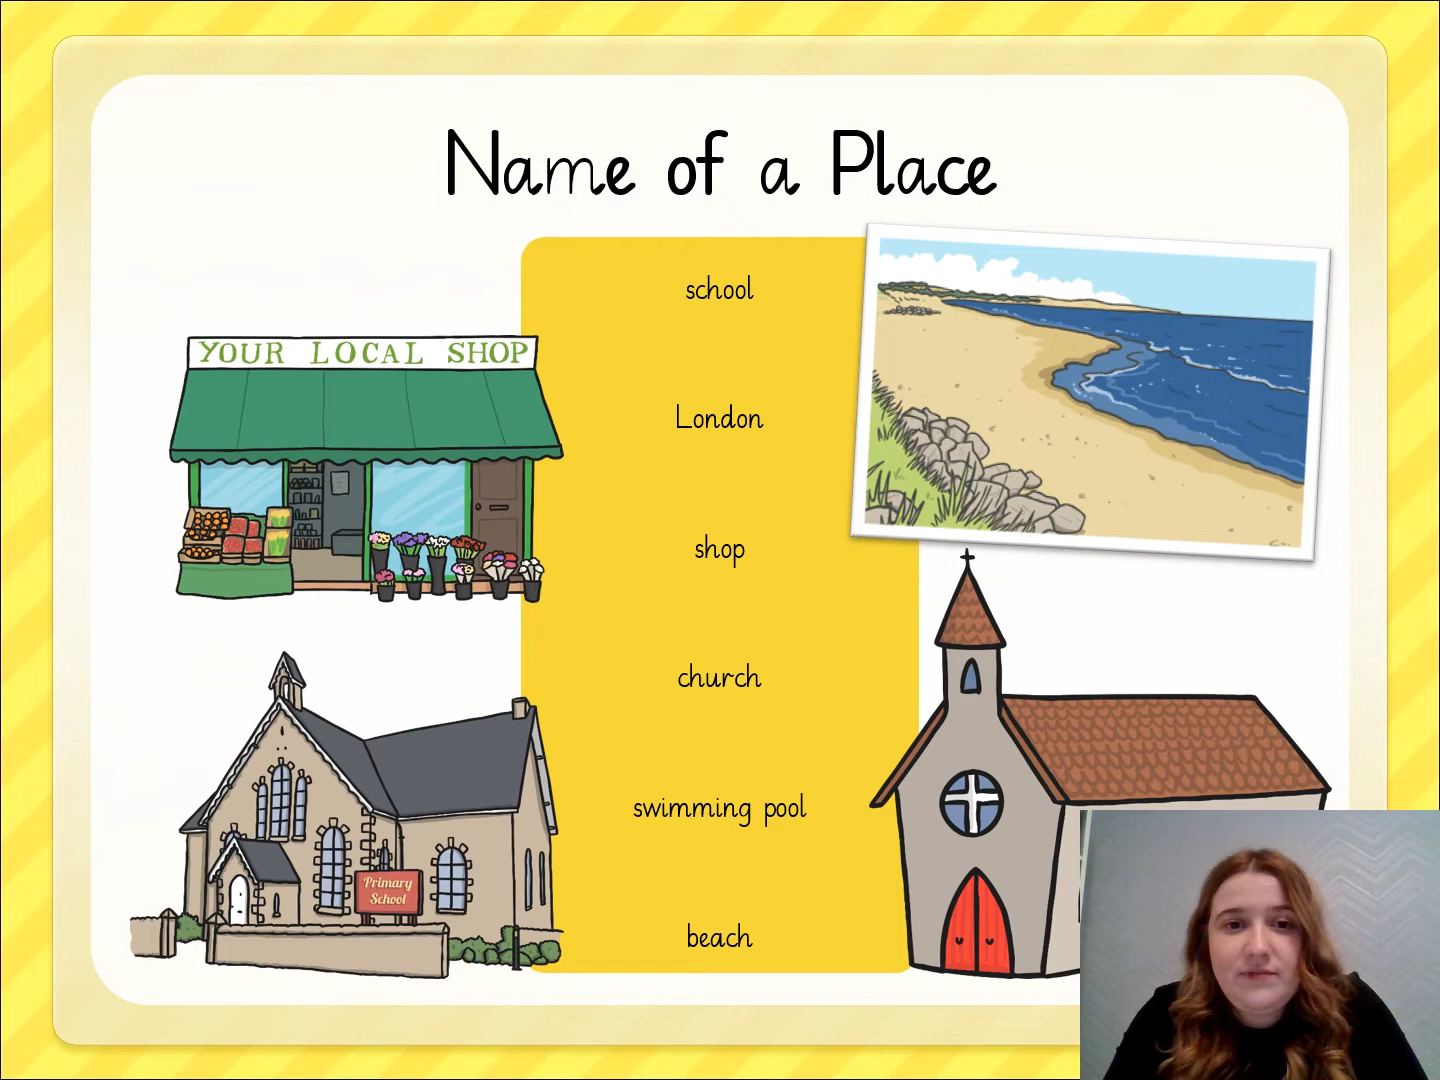 Name of a Place
school
London
shop
church
swimming pool
beach
YOUR LOCAL SHOP
Primary
School